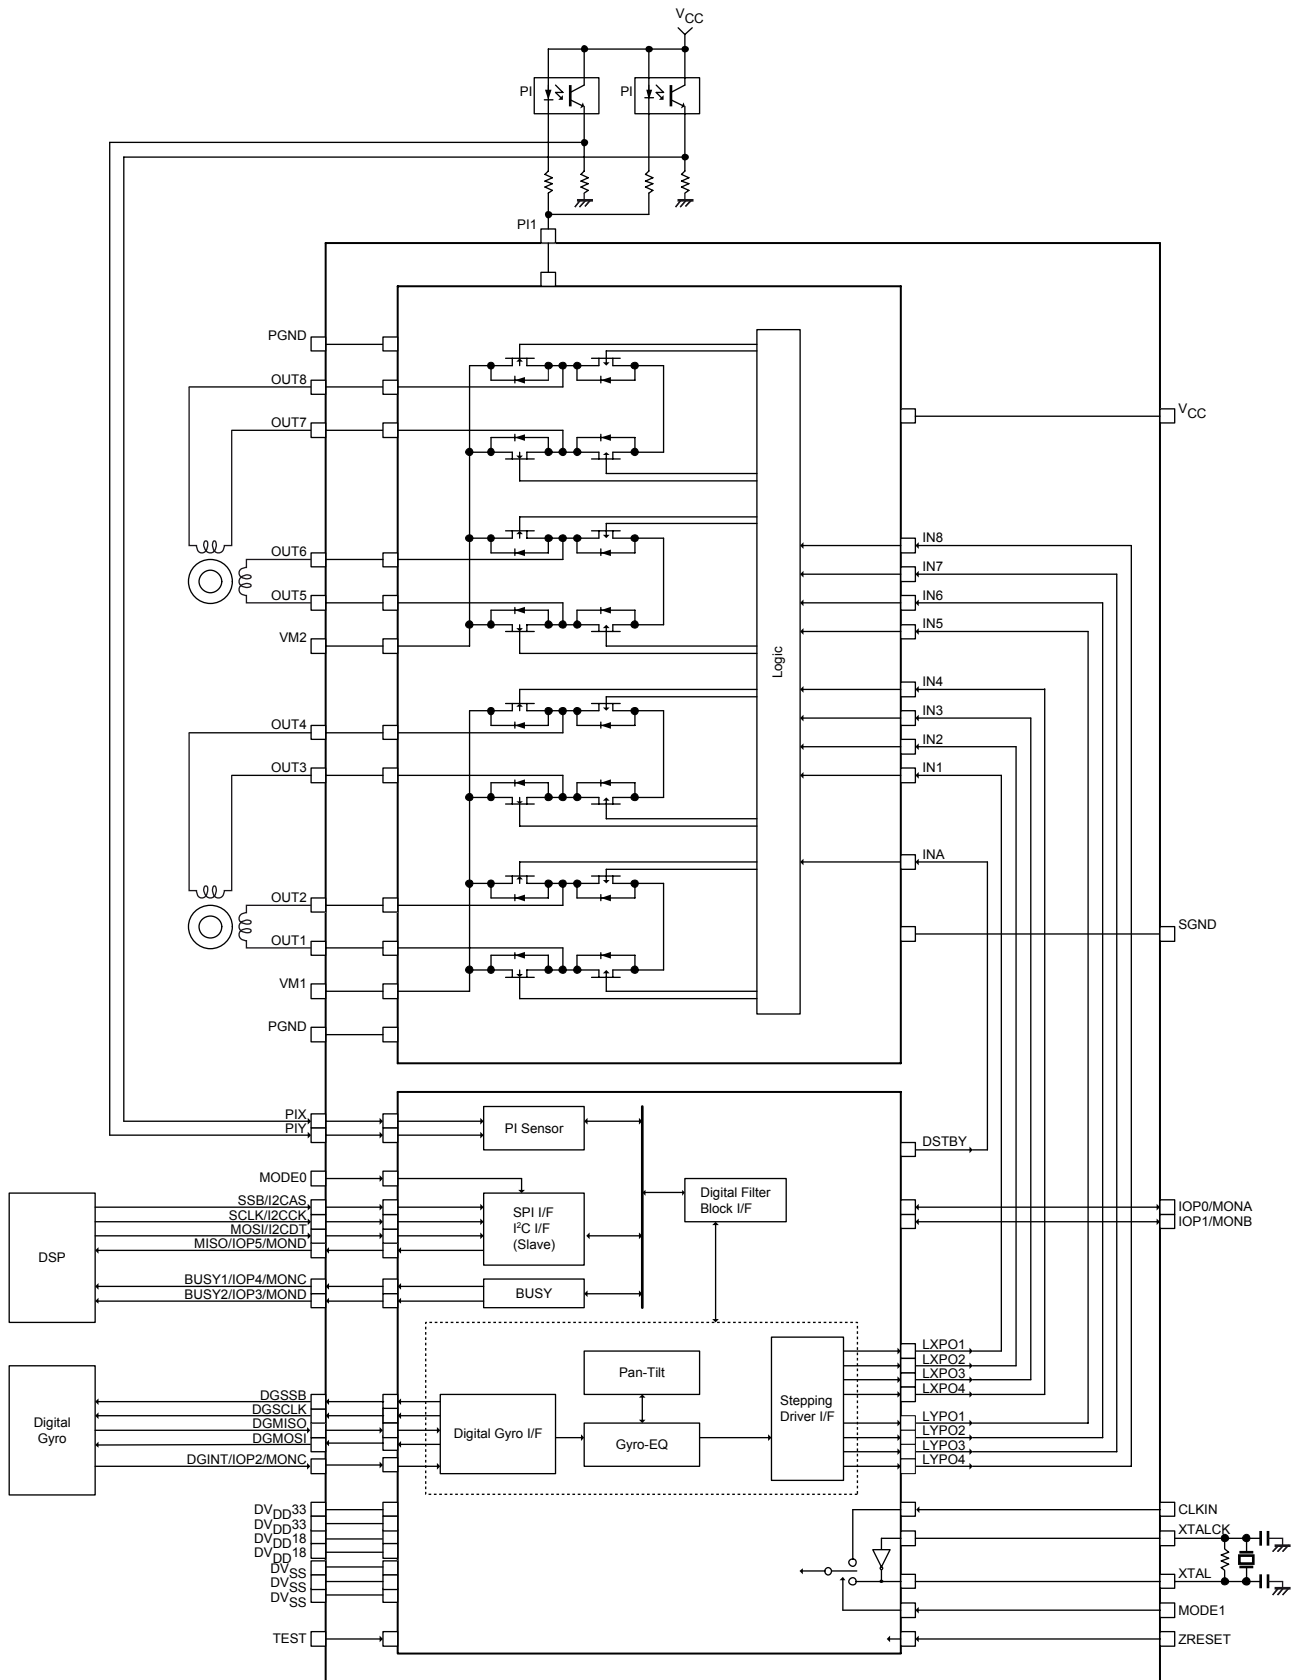 VCC
PI
PI
PI1
PGND
OUT8
OUT7
OUT6
OUT5
VM2
OUT4
OUT3
OUT2
OUT1
VM1
PGND
Logic
VCC
IN8
IN7
IN6
IN5
IN4
IN3
IN2
IN1
INA
SGND
PIX
PIY
PI Sensor
DSTBY
MODE0
DSP
SSB/I2CAS
SCLK/I2CCK
MOSI/I2CDT
MISO/IOP5/MOND
SPI I/F
I²C I/F
(Slave)
Digital Filter
Block I/F
IOP0/MONA
IOP1/MONB
BUSY1/IOP4/MONC
BUSY2/IOP3/MOND
BUSY
Digital
Gyro
DGSSB
DGSCLK
DGMISO
DGMOSI
DGINT/IOP2/MONC
Digital Gyro I/F
Pan-Tilt
Gyro-EQ
Stepping
Driver I/F
LXPO1
LXPO2
LXPO3
LXPO4
LYPO1
LYPO2
LYPO3
LYPO4
DVDD33
DVDD33
DVDD18
DVDD18
DVSS
DVSS
DVSS
TEST
CLKIN
XTALCK
XTAL
MODE1
ZRESET